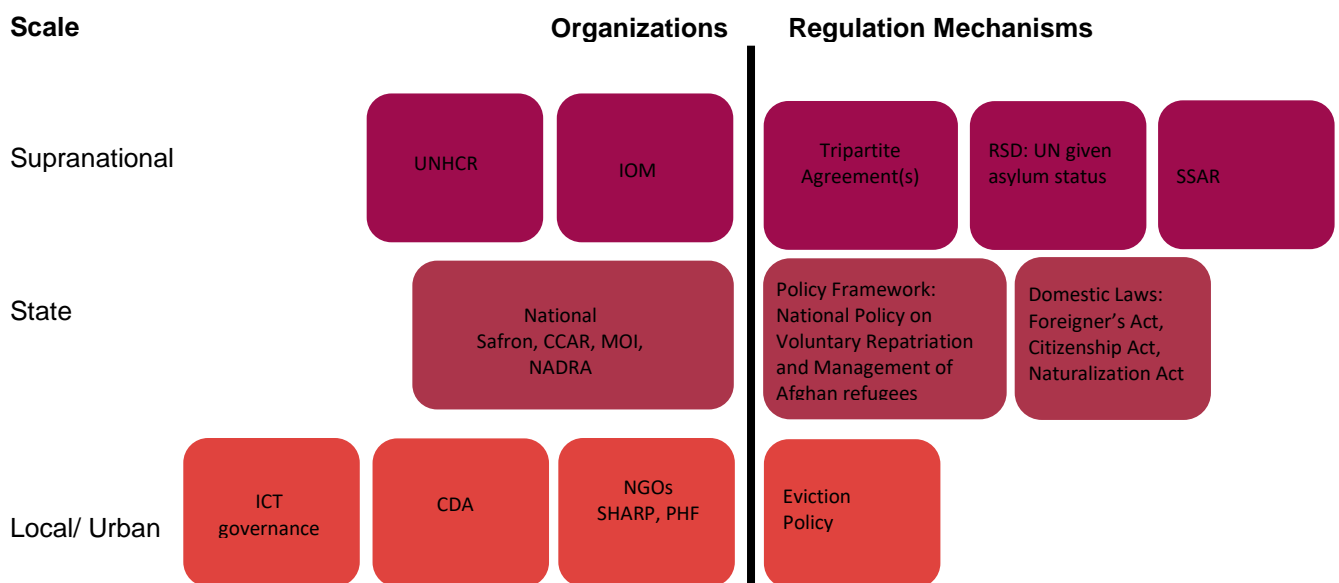 Scale
Organizations
Regulation Mechanisms
Supranational
UNHCR
IOM
Tripartite
Agreement(s)
RSD: UN given
asylum status
SSAR
State
National
Safron, CCAR, MOI,
NADRA
Policy Framework:
National Policy on
Voluntary Repatriation
and Management of
Afghan refugees
Domestic Laws:
Foreigner’s Act,
Citizenship Act,
Naturalization Act
Local/ Urban
ICT
governance
CDA
NGOs
SHARP, PHF
Eviction
Policy